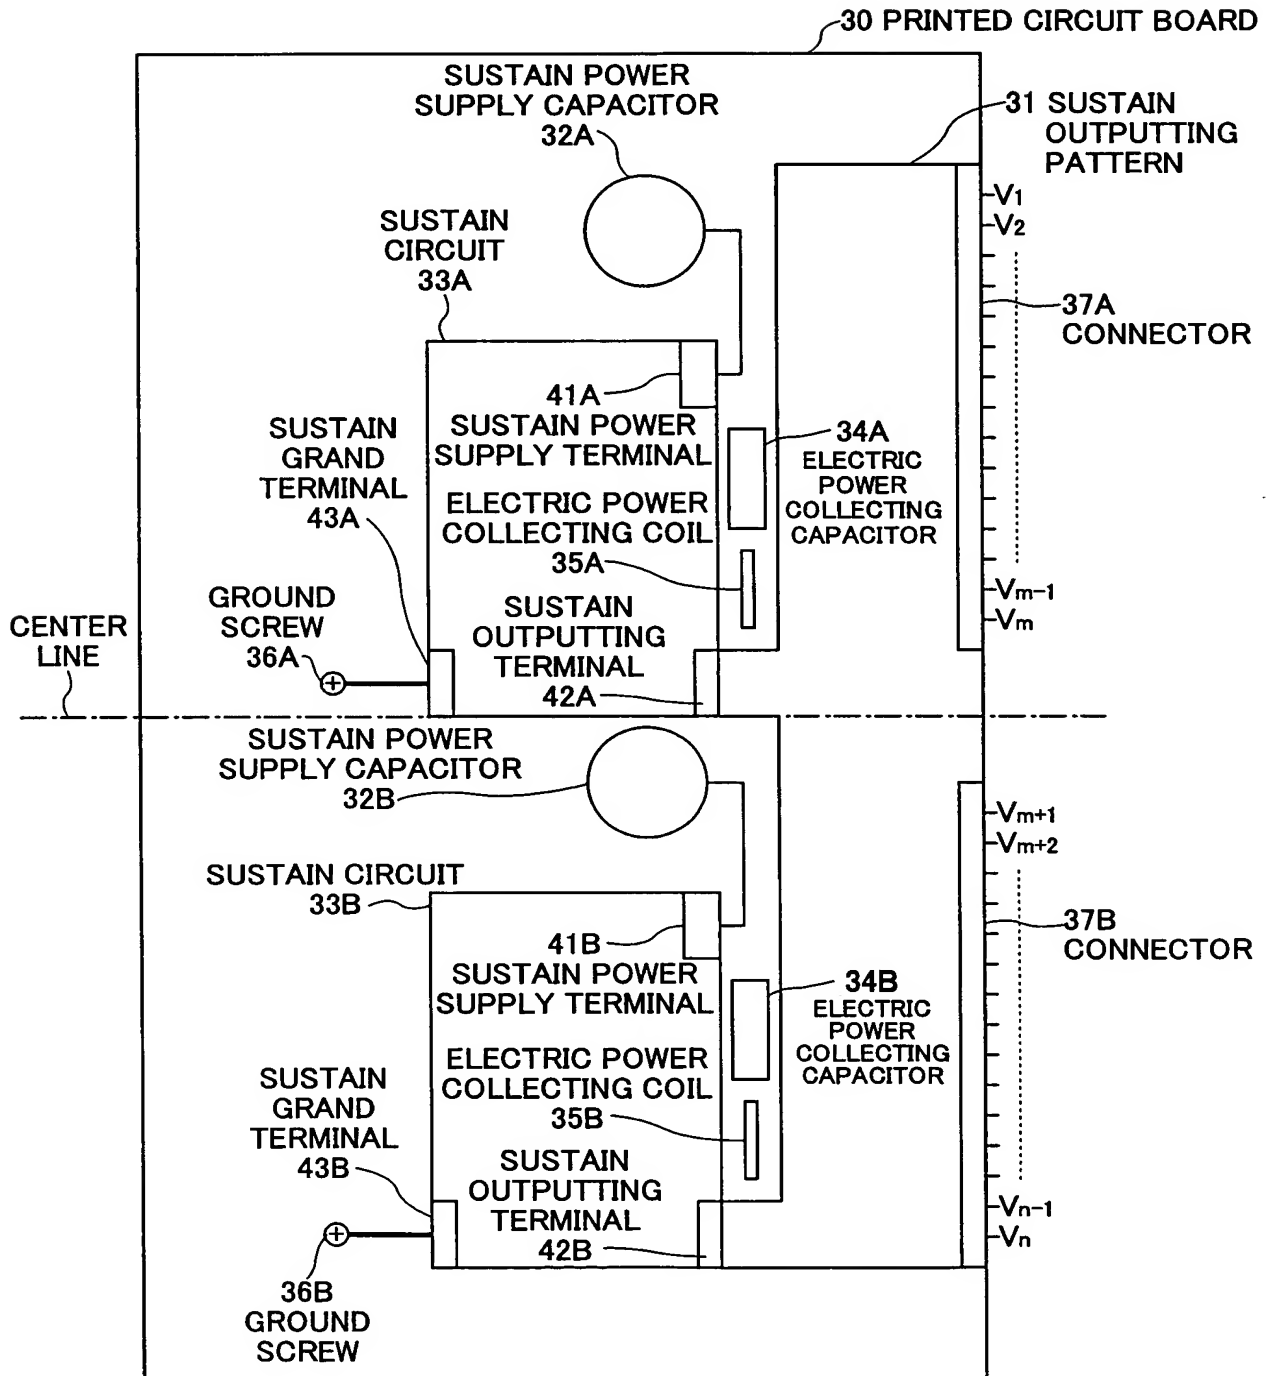 30 PRINTED CIRCUIT BOARD
SUSTAIN POWER
SUPPLY CAPACITOR
32A
31 SUSTAIN
OUTPUTTING
PATTERN
V1
V2
SUSTAIN
CIRCUIT
33A
37A
CONNECTOR
41A
SUSTAIN POWER
SUPPLY TERMINAL
34A
ELECTRIC
POWER
COLLECTING
CAPACITOR
SUSTAIN
GRAND
TERMINAL
43A
ELECTRIC POWER
COLLECTING COIL
35A
Vm-1
Vm
GROUND
SCREW
36A
SUSTAIN
OUTPUTTING
TERMINAL
42A
CENTER
LINE
SUSTAIN POWER
SUPPLY CAPACITOR
32B
Vm+1
Vm+2
SUSTAIN CIRCUIT
33B
37B
CONNECTOR
41B
SUSTAIN POWER
SUPPLY TERMINAL
34B
ELECTRIC
POWER
COLLECTING
CAPACITOR
ELECTRIC POWER
COLLECTING COIL
35B
SUSTAIN
GRAND
TERMINAL
43B
SUSTAIN
OUTPUTTING
TERMINAL
42B
Vn-1
Vn
36B
GROUND
SCREW